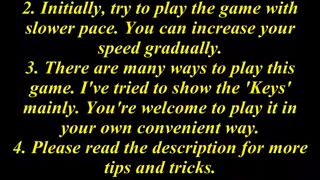 2. Initially, try to play the game with
slower pace. You can increase your
speed gradually.
3. There are many ways to play this
game. I've tried to show the 'Keys'
mainly. You're welcome to play it in
your own convenient way.
4. Please read the description for more
tips and tricks.